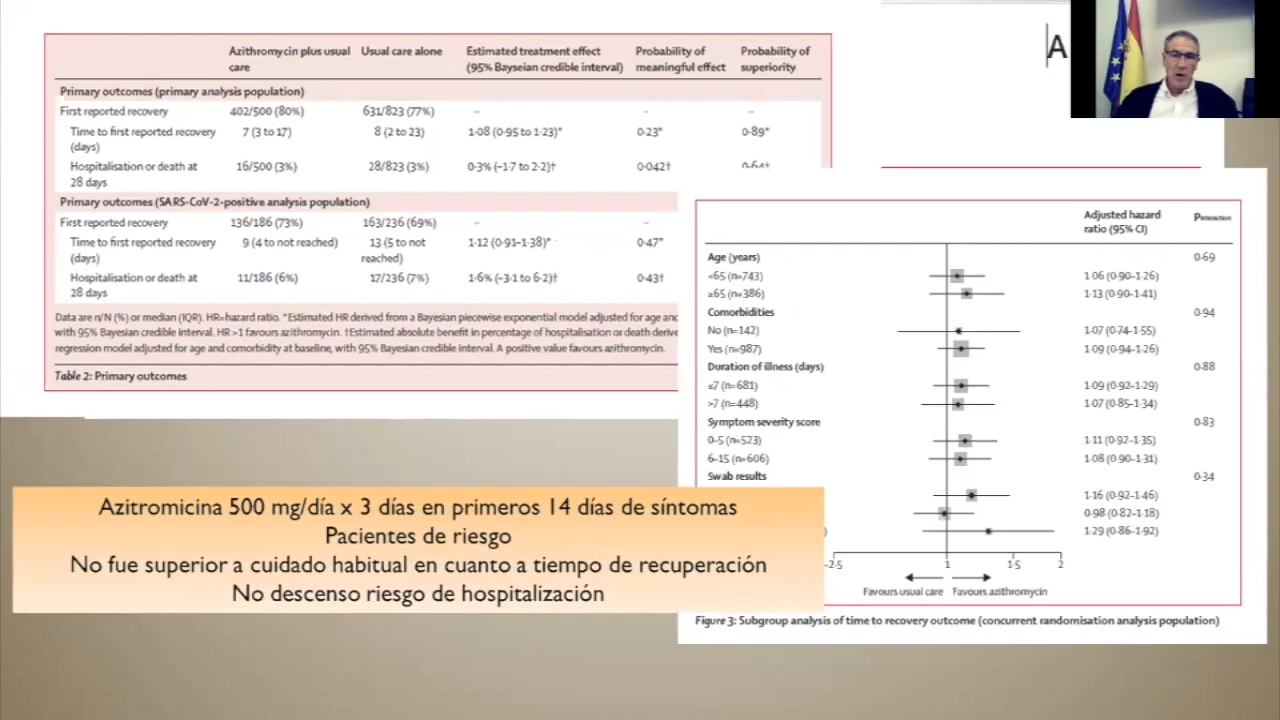 A
Azithromycin plus usual care Usual care alone Estimated treatment effect (95% Baysian credible interval) Probability of meaningful effect Probability of superiority
Primary outcomes (primary analysis population)
First reported recovery 402/500 (80%) 631/823 (77%) -- -- --
Time to first reported recovery (days) 7 (3 to 17) 8 (2 to 23) 1·08 (0·95 to 1·23)* 0·23* 0·89*
Hospitalisation or death at 28 days 16/500 (3%) 28/823 (3%) 0·3% (–1·7 to 2·2)† 0·042† 0·64†
Primary outcomes (SARS-CoV-2-positive analysis population)
First reported recovery 136/186 (73%) 163/236 (69%) -- --
Time to first reported recovery (days) 9 (4 to not reached) 13 (5 to not reached) 1·12 (0·91–1·38)* 0·47*
Hospitalisation or death at 28 days 11/186 (6%) 17/236 (7%) 1·6% (–3·1 to 6·2)† 0·43†
Data are n/N (%) or median (IQR). HR=hazard ratio. *Estimated HR derived from a Bayesian piecewise exponential model adjusted for age and
with 95% Bayesian credible interval. HR >1 favours azithromycin. †Estimated absolute benefit in percentage of hospitalisation or death derive
regression model adjusted for age and comorbidity at baseline, with 95% Bayesian credible interval. A positive value favours azithromycin.
Table 2: Primary outcomes
Adjusted hazard ratio (95% CI) Pinteraction
Age (years) 0·69
<65 (n=743) 1·06 (0·90–1·26)
≥65 (n=386) 1·13 (0·90–1·41)
Comorbidities 0·94
No (n=142) 1·07 (0·74–1·55)
Yes (n=987) 1·09 (0·94–1·26)
Duration of illness (days) 0·88
≤7 (n=681) 1·09 (0·92–1·29)
>7 (n=448) 1·07 (0·85–1·34)
Symptom severity score 0·83
0–5 (n=523) 1·11 (0·92–1·35)
6–15 (n=606) 1·08 (0·90–1·31)
Swab results 0·34
1·16 (0·92–1·46)
0·98 (0·82–1·18)
) 1·29 (0·86–1·92)
–2·5 1 1·5 2
Favours usual care Favours azithromycin
Figure 3: Subgroup analysis of time to recovery outcome (concurrent randomisation analysis population)
Azitromicina 500 mg/día x 3 días en primeros 14 días de síntomas
Pacientes de riesgo
No fue superior a cuidado habitual en cuanto a tiempo de recuperación
No descenso riesgo de hospitalización